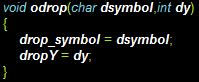 void odrop(char dsymbol,int dy)
{
drop_symbol = dsymbol;
dropY = dy;
}